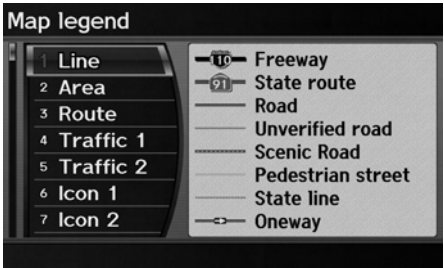 Map legend
1 Line
2 Area
3 Route
4 Traffic 1
5 Traffic 2
6 Icon 1
7 Icon 2
110 Freeway
91 State route
Road
Unverified road
Scenic Road
Pedestrian street
State line
Oneway